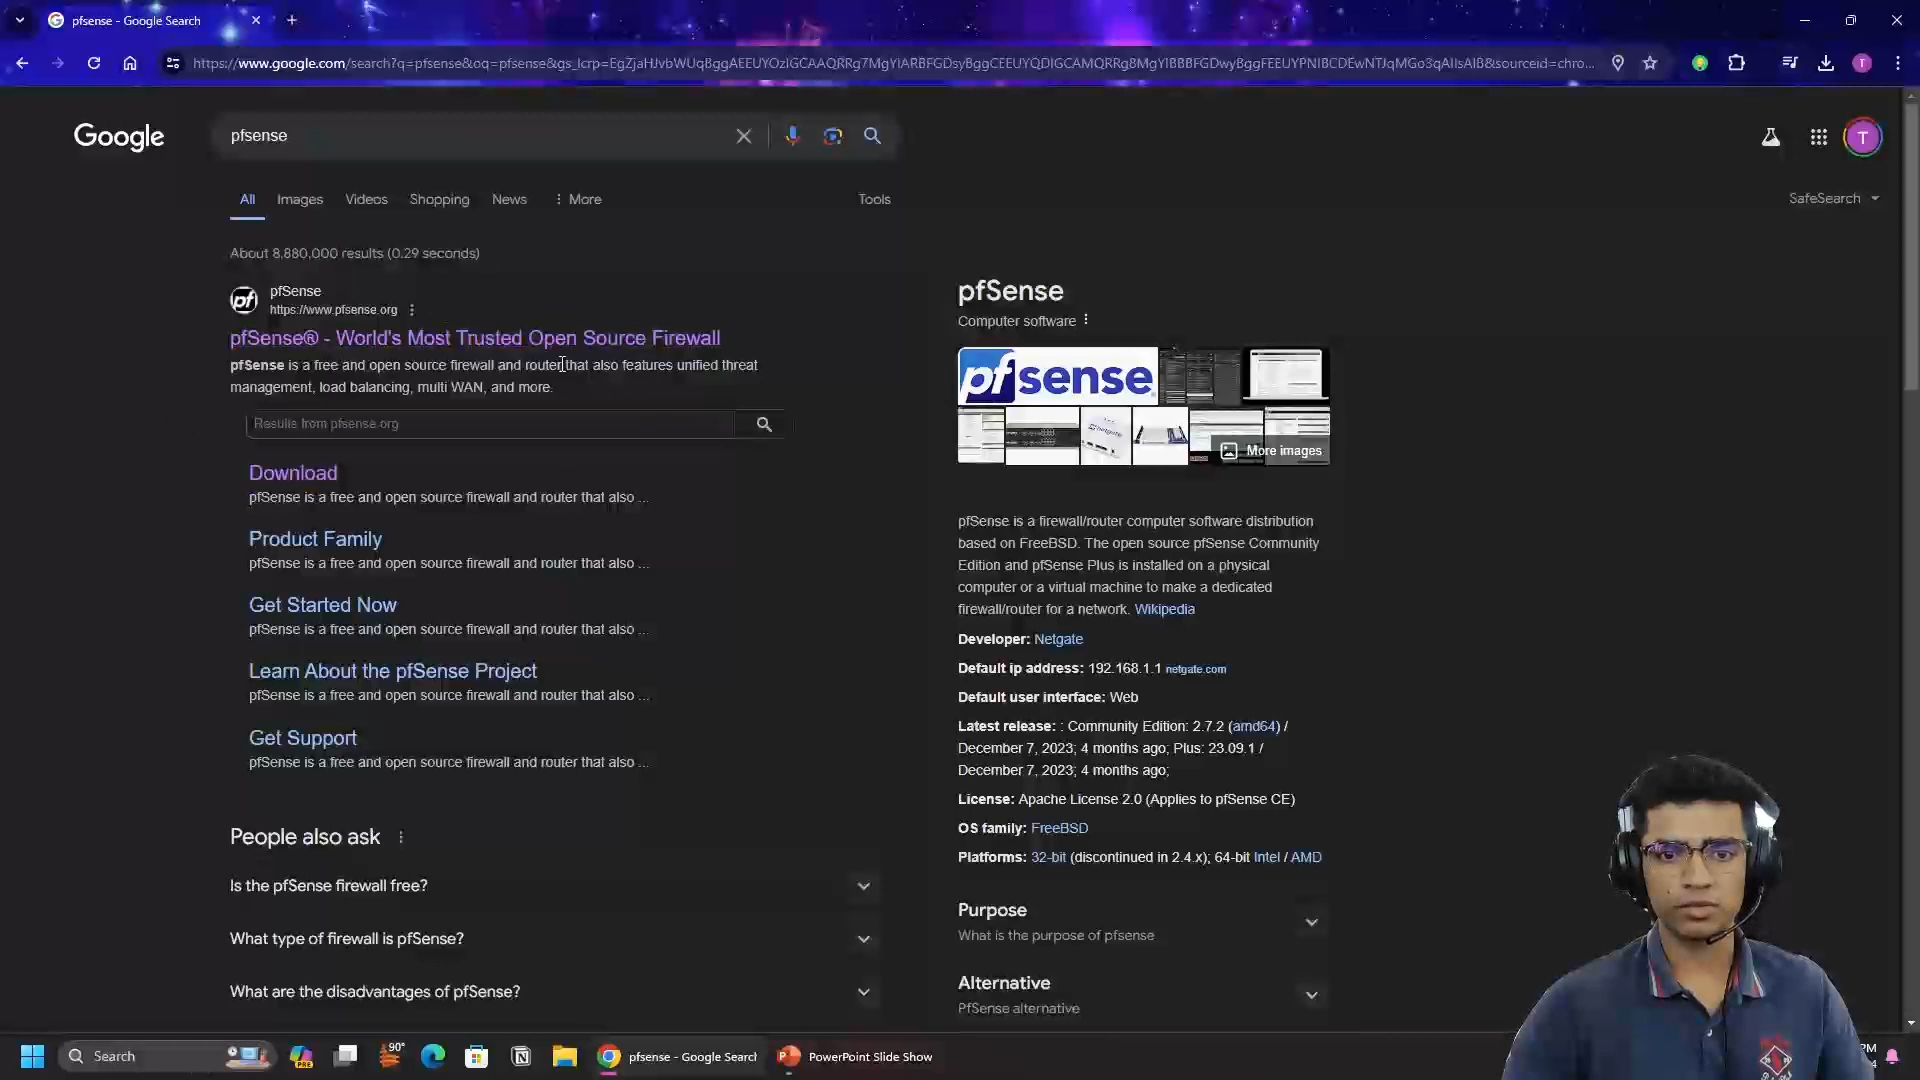 pfsense - Google Search
https://www.google.com/search?q=pfsense&oq=pfsense&gs_lcrp=EgZjaHJvbWUqBggAEEUYOzIGCAAQRRg7MgYIARBFGDsyBggCEEUYQDIGCAMQRRg8MgYIBBBFGDwyBggFEEUYPNIBCDEwNTJqMGo3qAIIsAIB&sourceid=chro...
Google
pfsense
T
All Images Videos Shopping News More Tools
SafeSearch
About 8,880,000 results (0.29 seconds)
pf
pfSense
https://www.pfsense.org
pfSense® - World's Most Trusted Open Source Firewall
pfSense is a free and open source firewall and router that also features unified threat
management, load balancing, multi WAN, and more.
Results from pfsense.org
Download
pfSense is a free and open source firewall and router that also ...
Product Family
pfSense is a free and open source firewall and router that also ...
Get Started Now
pfSense is a free and open source firewall and router that also ...
Learn About the pfSense Project
pfSense is a free and open source firewall and router that also ...
Get Support
pfSense is a free and open source firewall and router that also ...
People also ask
Is the pfSense firewall free?
What type of firewall is pfSense?
What are the disadvantages of pfSense?
pfSense
Computer software
pfsense
netgate
More images
pfSense is a firewall/router computer software distribution
based on FreeBSD. The open source pfSense Community
Edition and pfSense Plus is installed on a physical
computer or a virtual machine to make a dedicated
firewall/router for a network. Wikipedia
Developer: Netgate
Default ip address: 192.168.1.1 netgate.com
Default user interface: Web
Latest release: : Community Edition: 2.7.2 (amd64) /
December 7, 2023; 4 months ago; Plus: 23.09.1 /
December 7, 2023; 4 months ago;
License: Apache License 2.0 (Applies to pfSense CE)
OS family: FreeBSD
Platforms: 32-bit (discontinued in 2.4.x); 64-bit Intel / AMD
Purpose
What is the purpose of pfsense
Alternative
PfSense alternative
Search
PRE
90°
pfsense - Google Search
PowerPoint Slide Show
PM
4